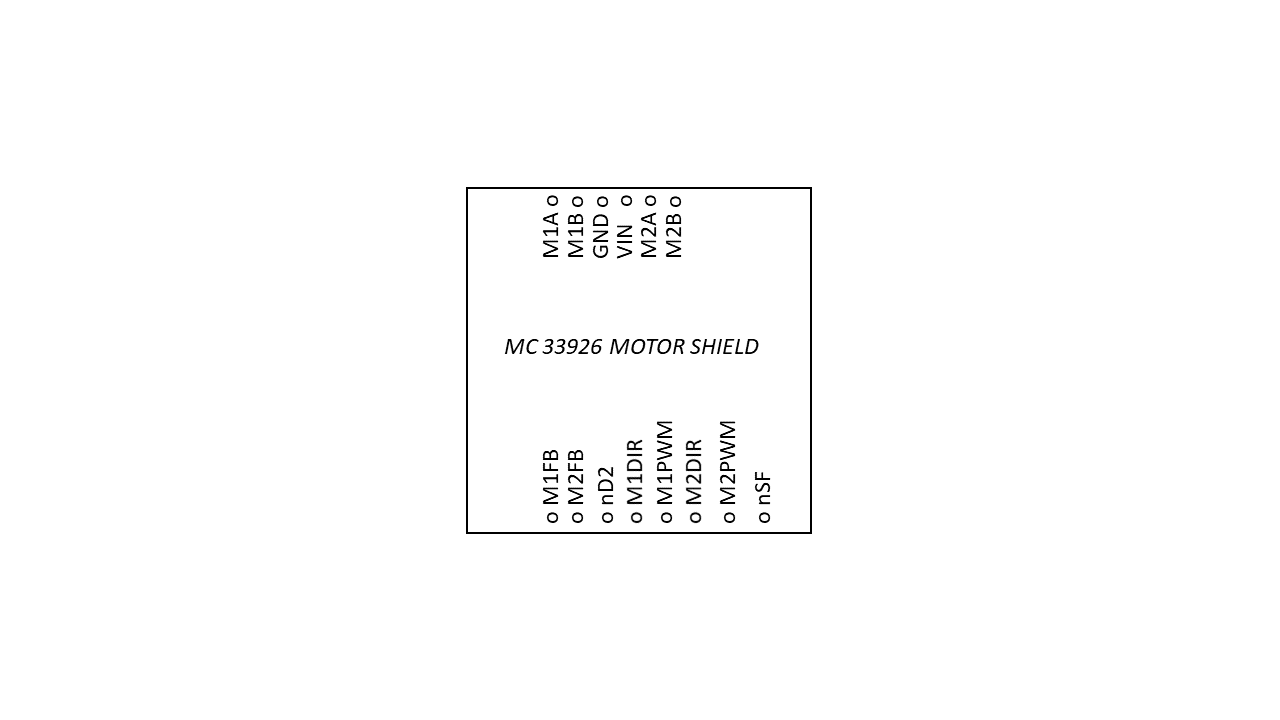 M1A
M1B
GND
VIN
M2A
M2B
MC 33926 MOTOR SHIELD
M1FB
M2FB
nD2
M1DIR
M1PWM
M2DIR
M2PWM
nSF